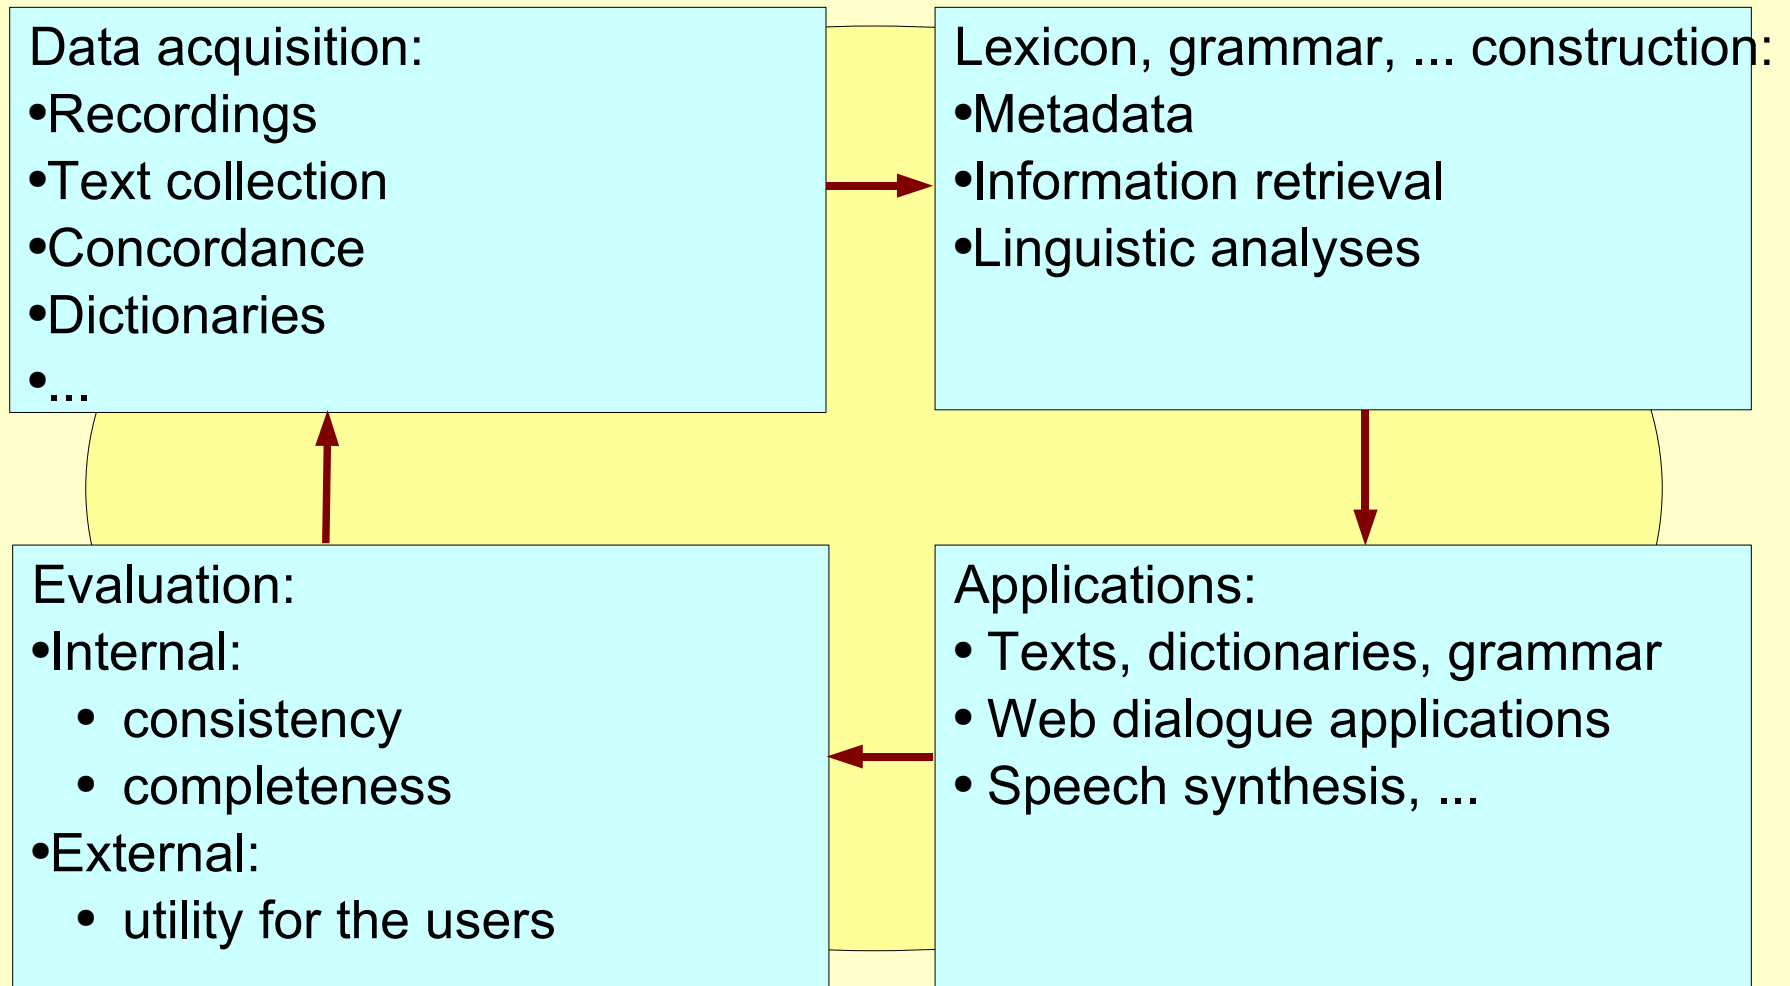 Data acquisition:
•Recordings
•Text collection
•Concordance
•Dictionaries
•...
Lexicon, grammar, ... construction:
•Metadata
•Information retrieval
•Linguistic analyses
Evaluation:
•Internal:
• consistency
• completeness
•External:
• utility for the users
Applications:
• Texts, dictionaries, grammar
• Web dialogue applications
• Speech synthesis, ...